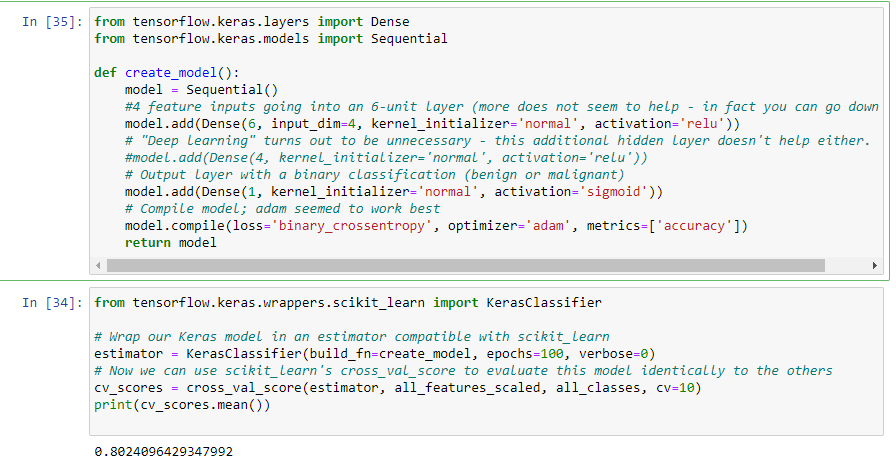 In [35]:
from tensorflow.keras.layers import Dense
from tensorflow.keras.models import Sequential
def create_model():
    model = Sequential()
    #4 feature inputs going into an 6-unit layer (more does not seem to help - in fact you can go down
    model.add(Dense(6, input_dim=4, kernel_initializer='normal', activation='relu'))
    # "Deep learning" turns out to be unnecessary - this additional hidden layer doesn't help either.
    #model.add(Dense(4, kernel_initializer='normal', activation='relu'))
    # Output layer with a binary classification (benign or malignant)
    model.add(Dense(1, kernel_initializer='normal', activation='sigmoid'))
    # Compile model; adam seemed to work best
    model.compile(loss='binary_crossentropy', optimizer='adam', metrics=['accuracy'])
    return model
In [34]:
from tensorflow.keras.wrappers.scikit_learn import KerasClassifier
# Wrap our Keras model in an estimator compatible with scikit_learn
estimator = KerasClassifier(build_fn=create_model, epochs=100, verbose=0)
# Now we can use scikit_learn's cross_val_score to evaluate this model identically to the others
cv_scores = cross_val_score(estimator, all_features_scaled, all_classes, cv=10)
print(cv_scores.mean())
0.8024096429347992